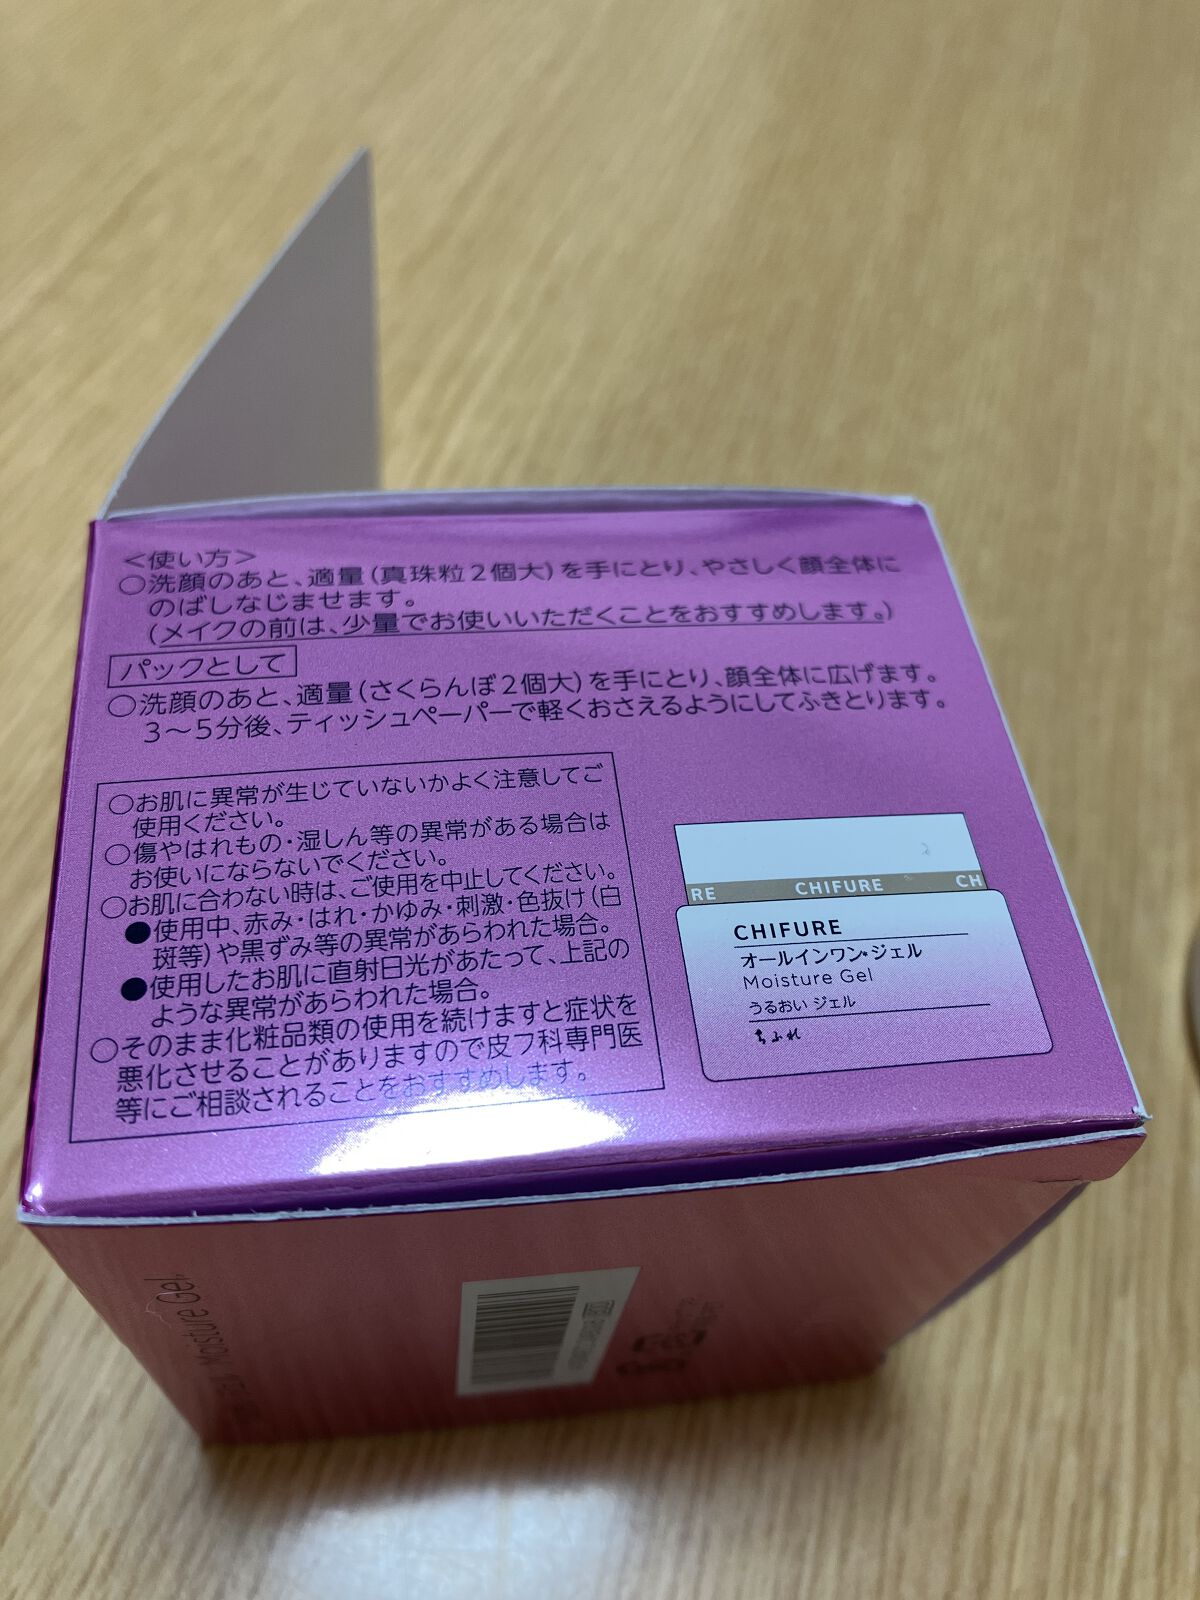 ＜使い方＞
○洗顔のあと、適量（真珠粒２個大）を手にとり、やさしく顔全体に
のばしなじませます。
（メイクの前は、少量でお使いいただくことをおすすめします。）
パックとして
○洗顔のあと、適量（さくらんぼ２個大）を手にとり、顔全体に広げます。
３～５分後、ティッシュペーパーで軽くおさえるようにしてふきとります。
○お肌に異常が生じていないかよく注意してご
使用ください。
○傷やはれもの・湿しん等の異常がある場合は
お使いにならないでください。
○お肌に合わない時は、ご使用を中止してください。
●使用中、赤み・はれ・かゆみ・刺激・色抜け（白
斑等）や黒ずみ等の異常があらわれた場合。
●使用したお肌に直射日光があたって、上記の
ような異常があらわれた場合。
○そのまま化粧品類の使用を続けますと症状を
悪化させることがありますので皮フ科専門医
等にご相談されることをおすすめします。
RE CHIFURE CH
CHIFURE
オールインワン・ジェル
Moisture Gel
うるおい ジェル
ちふれ
Moisture Gel